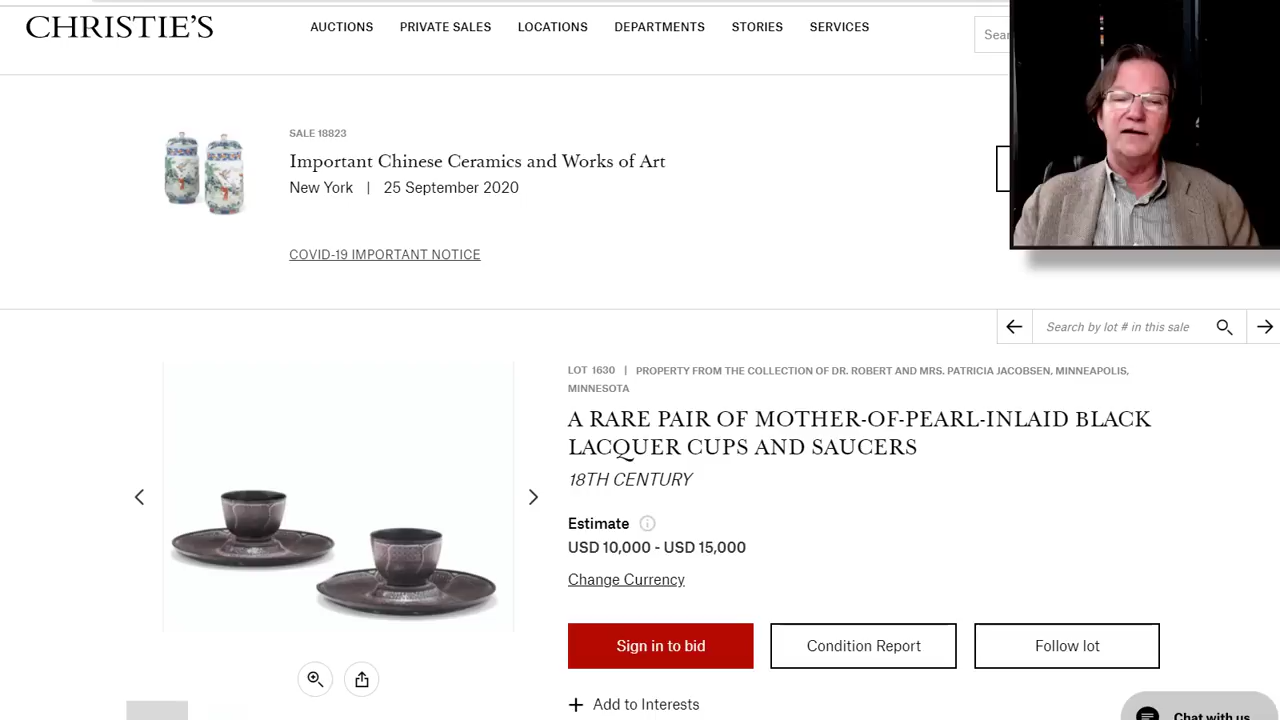 CHRISTIE'S
AUCTIONS PRIVATE SALES LOCATIONS DEPARTMENTS STORIES SERVICES
SALE 18823
Important Chinese Ceramics and Works of Art
New York | 25 September 2020
COVID-19 IMPORTANT NOTICE
Search by lot # in this sale
LOT 1630 | PROPERTY FROM THE COLLECTION OF DR. ROBERT AND MRS. PATRICIA JACOBSEN, MINNEAPOLIS,
MINNESOTA
A RARE PAIR OF MOTHER-OF-PEARL-INLAID BLACK
LACQUER CUPS AND SAUCERS
18TH CENTURY
Estimate
USD 10,000 - USD 15,000
Change Currency
Sign in to bid
Condition Report
Follow lot
+ Add to Interests
Chat with us